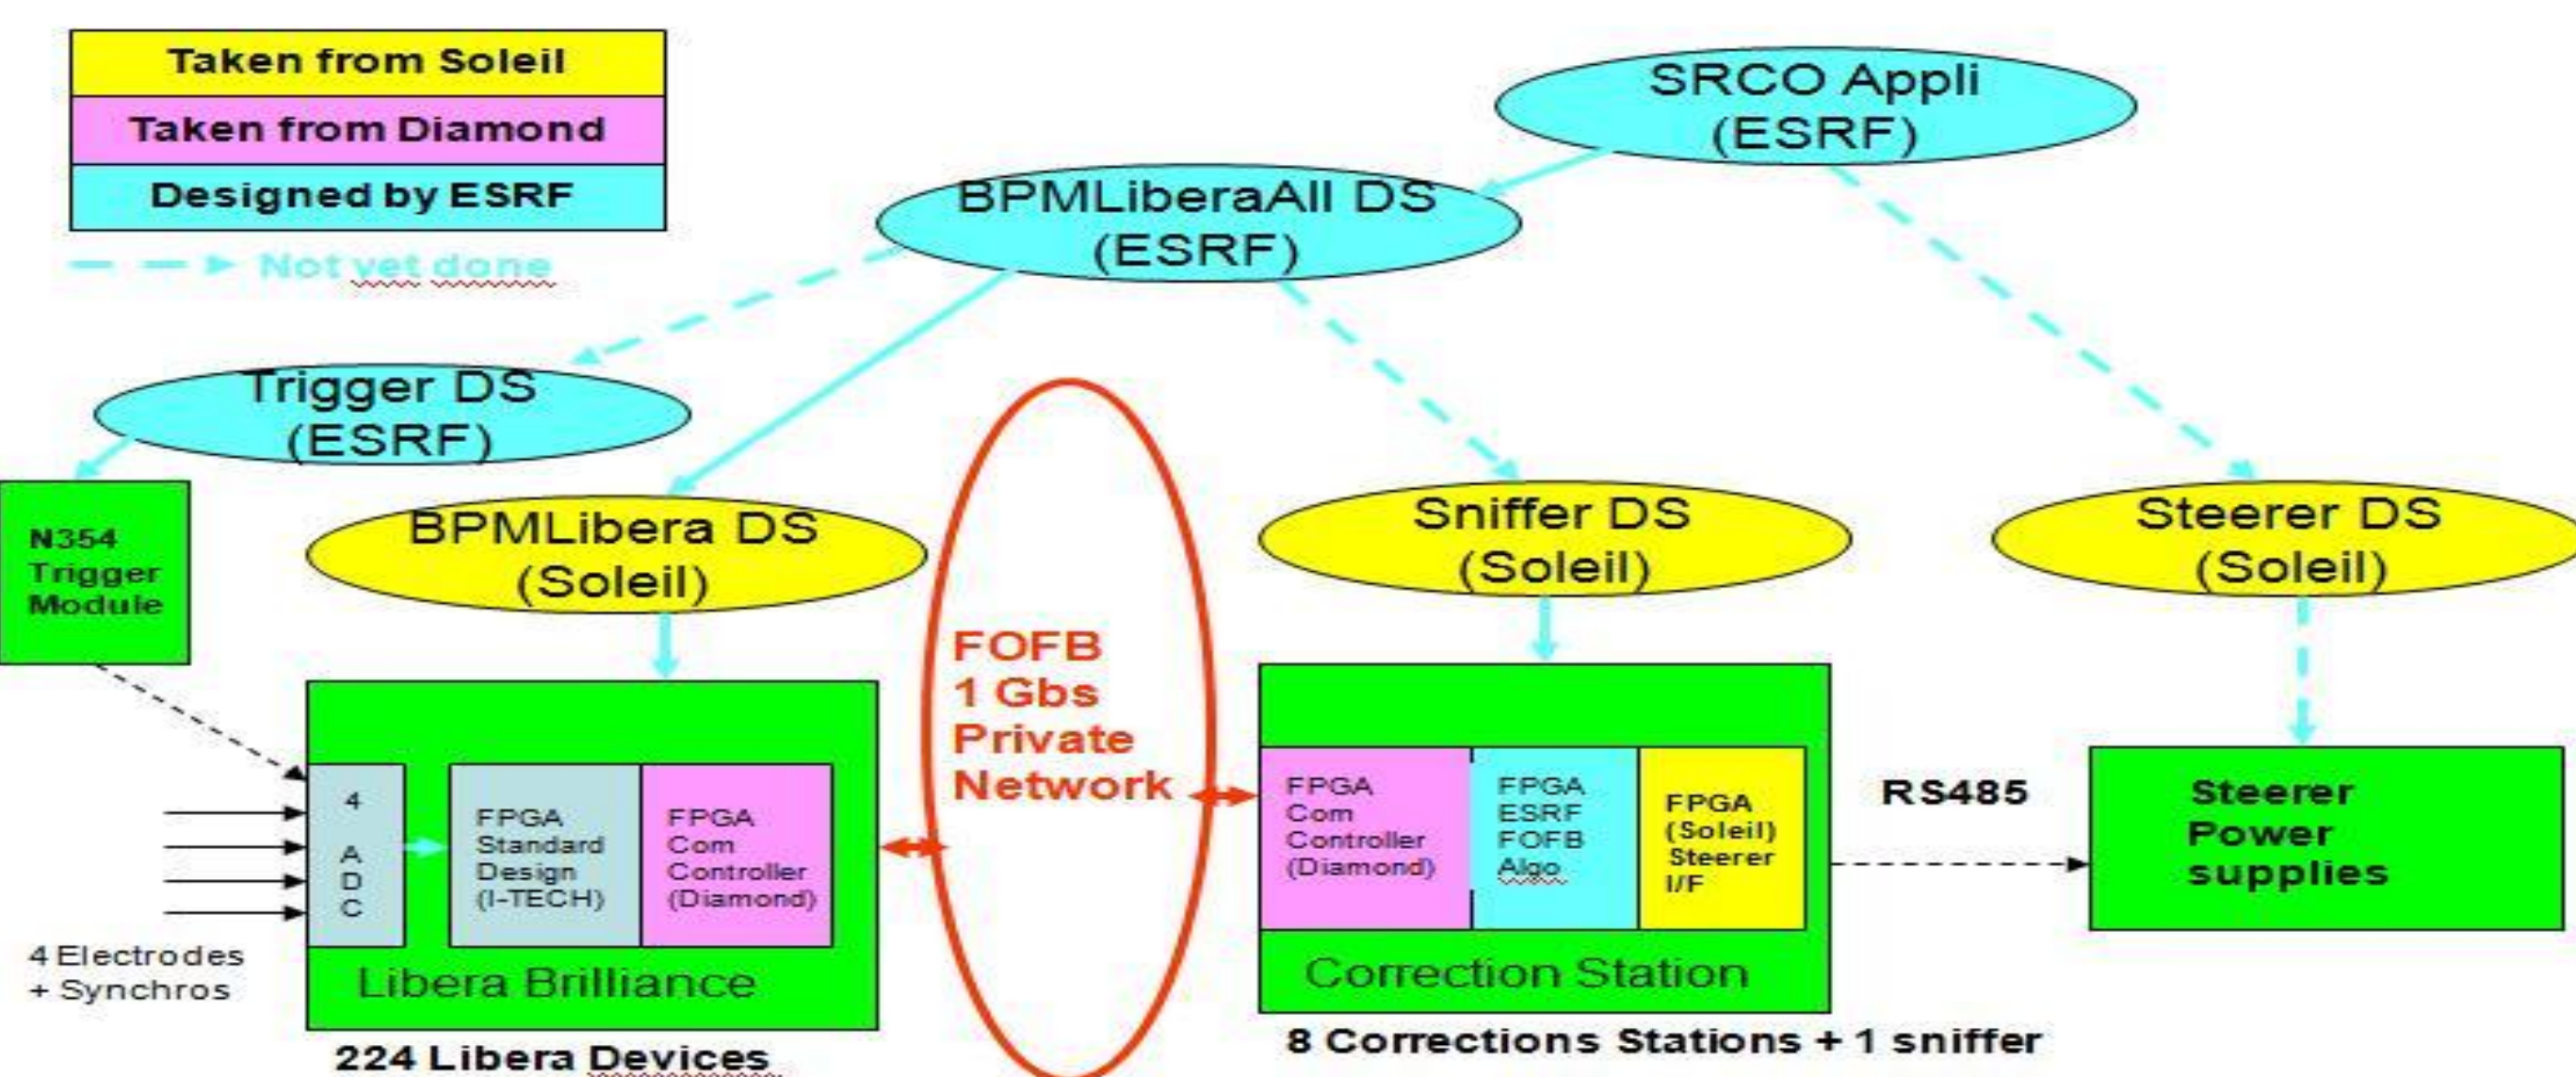 Taken from Soleil
Taken from Diamond
Designed by ESRF
Not yet done
SRCO Appli
(ESRF)
BPMLiberaAll DS
(ESRF)
Trigger DS
(ESRF)
N354
Trigger
Module
BPMLibera DS
(Soleil)
Sniffer DS
(Soleil)
Steerer DS
(Soleil)
FOFB
1 Gbs
Private
Network
4
A
D
C
FPGA
Standard
Design
(I-TECH)
FPGA
Com
Controller
(Diamond)
Libera Brilliance
4 Electrodes
+ Synchros
224 Libera Devices
FPGA
Com
Controller
(Diamond)
FPGA
ESRF
FOFB
Algo
FPGA
(Soleil)
Steerer
I/F
Correction Station
8 Corrections Stations + 1 sniffer
RS485
Steerer
Power
supplies